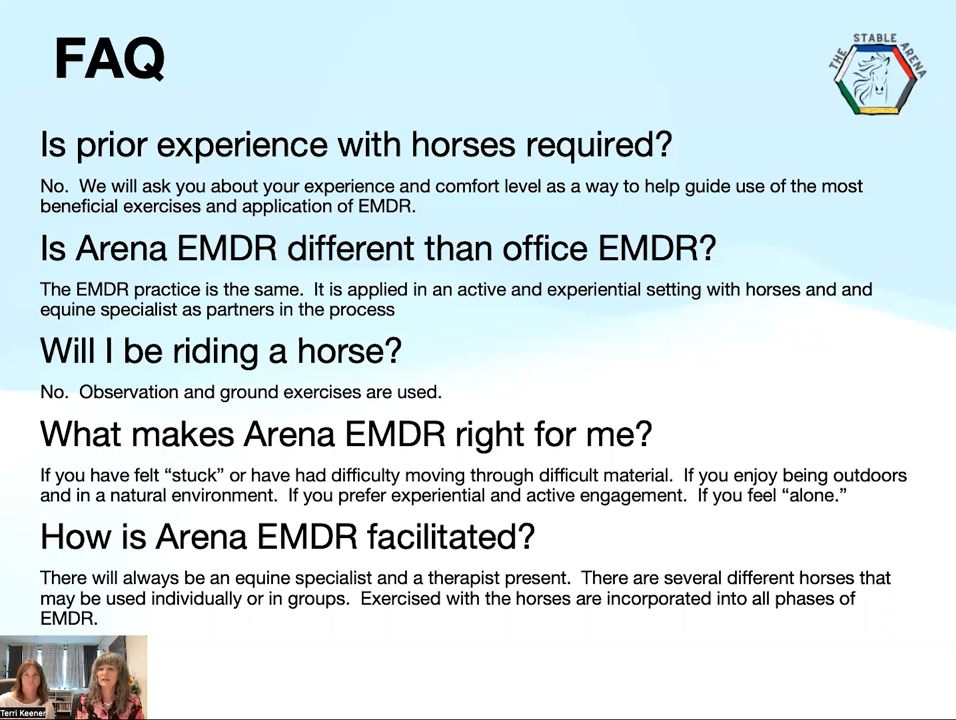 FAQ
THE STABLE ARENA
Is prior experience with horses required?
No.  We will ask you about your experience and comfort level as a way to help guide use of the most
beneficial exercises and application of EMDR.
Is Arena EMDR different than office EMDR?
The EMDR practice is the same.  It is applied in an active and experiential setting with horses and and
equine specialist as partners in the process
Will I be riding a horse?
No.  Observation and ground exercises are used.
What makes Arena EMDR right for me?
If you have felt “stuck” or have had difficulty moving through difficult material.  If you enjoy being outdoors
and in a natural environment.  If you prefer experiential and active engagement.  If you feel “alone.”
How is Arena EMDR facilitated?
There will always be an equine specialist and a therapist present.  There are several different horses that
may be used individually or in groups.  Exercised with the horses are incorporated into all phases of
EMDR.
Terri Keener